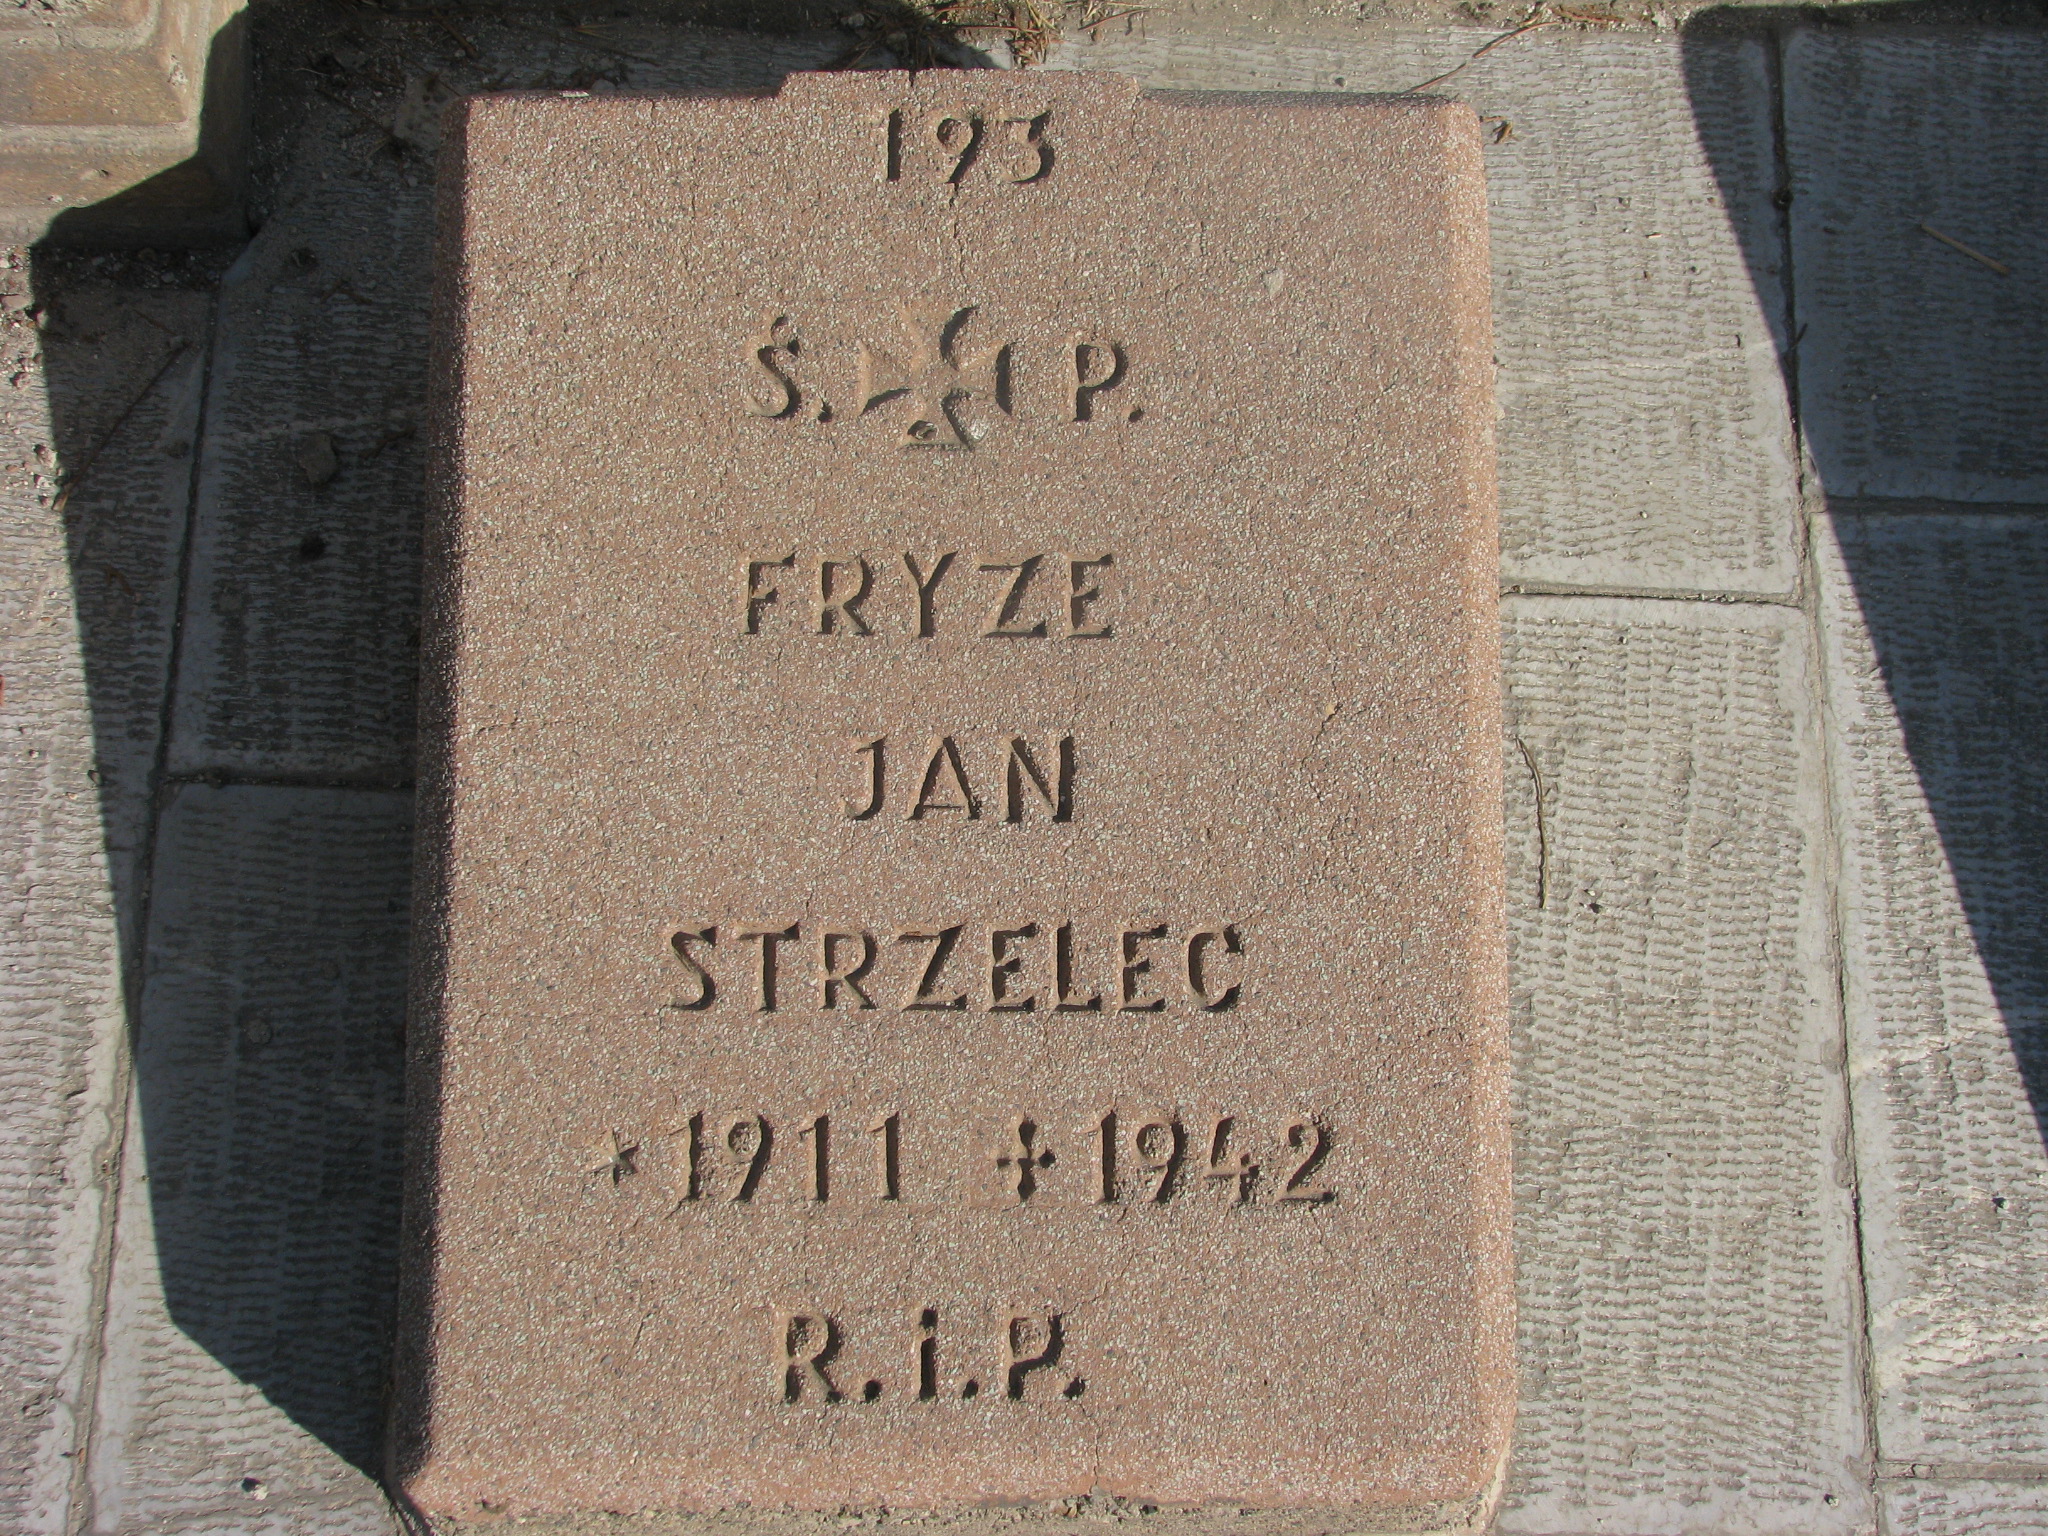 193
Ś. P.
FRYZE
JAN
STRZELEC
* 1911 ✝ 1942
R.i.P.